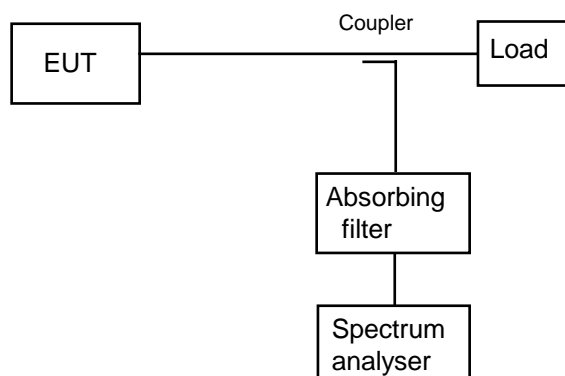 Coupler
EUT
Load
Absorbing
filter
Spectrum
analyser